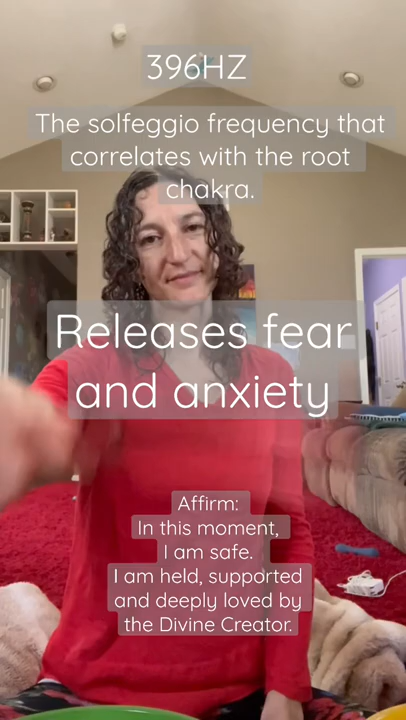 396HZ
The solfeggio frequency that
correlates with the root
chakra.
Releases fear
and anxiety
Affirm:
In this moment,
I am safe.
I am held, supported
and deeply loved by
the Divine Creator.